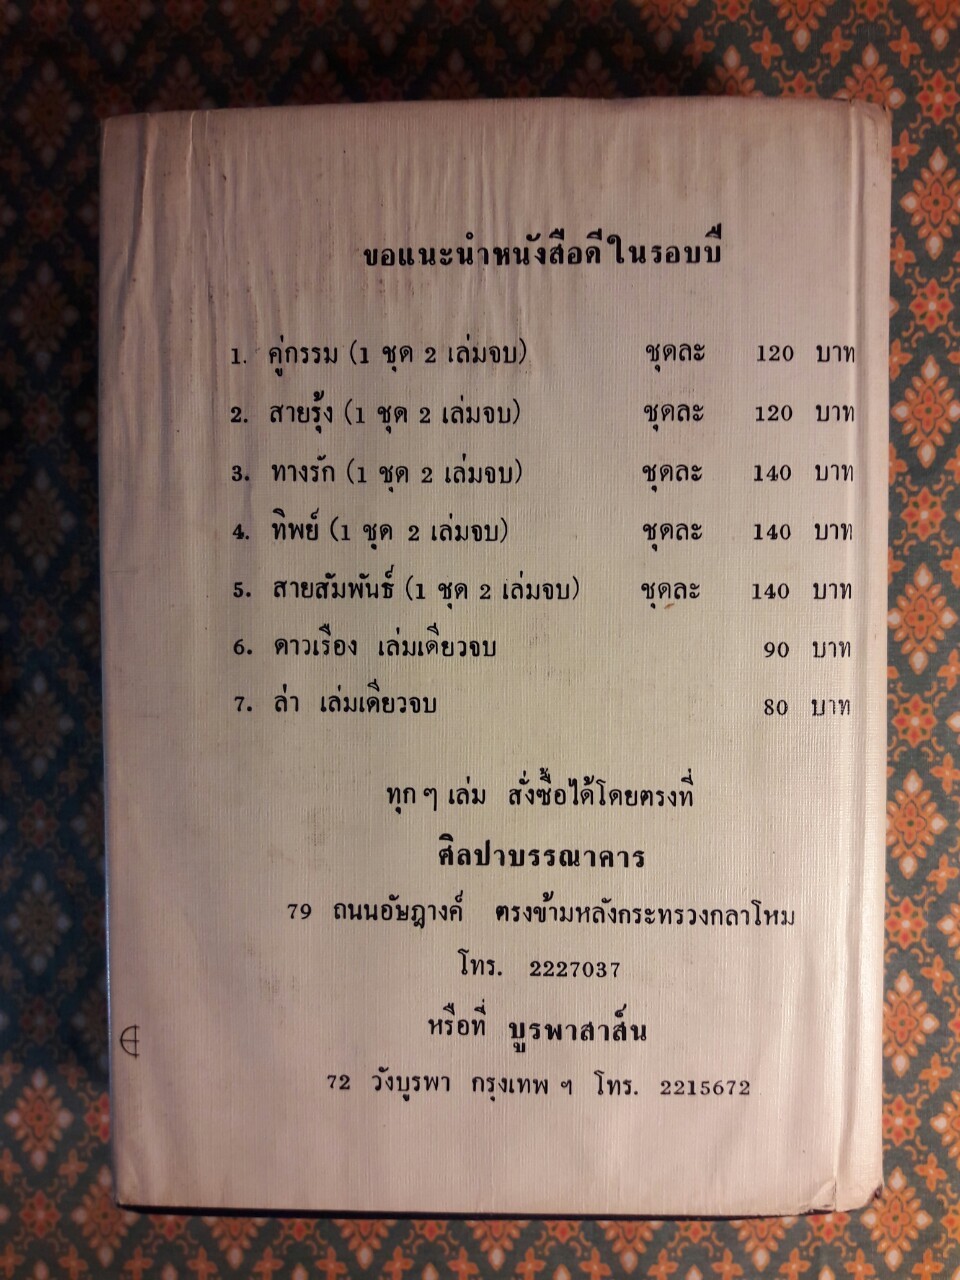 ขอแนะนำหนังสือดีในรอบปี
1. คู่กรรม (1 ชุด 2 เล่มจบ) ชุดละ 120 บาท
2. สายรุ้ง (1 ชุด 2 เล่มจบ) ชุดละ 120 บาท
3. ทางรัก (1 ชุด 2 เล่มจบ) ชุดละ 140 บาท
4. ทิพย์ (1 ชุด 2 เล่มจบ) ชุดละ 140 บาท
5. สายสัมพันธ์ (1 ชุด 2 เล่มจบ) ชุดละ 140 บาท
6. ดาวเรือง เล่มเดียวจบ 90 บาท
7. ล่า เล่มเดียวจบ 80 บาท
ทุกๆ เล่ม สั่งซื้อได้โดยตรงที่
ศิลปาบรรณาคาร
79 ถนนอัษฎางค์ ตรงข้ามหลังกระทรวงกลาโหม
โทร. 2227037
หรือที่ บูรพาสาส์น
72 วังบูรพา กรุงเทพ ฯ โทร. 2215672